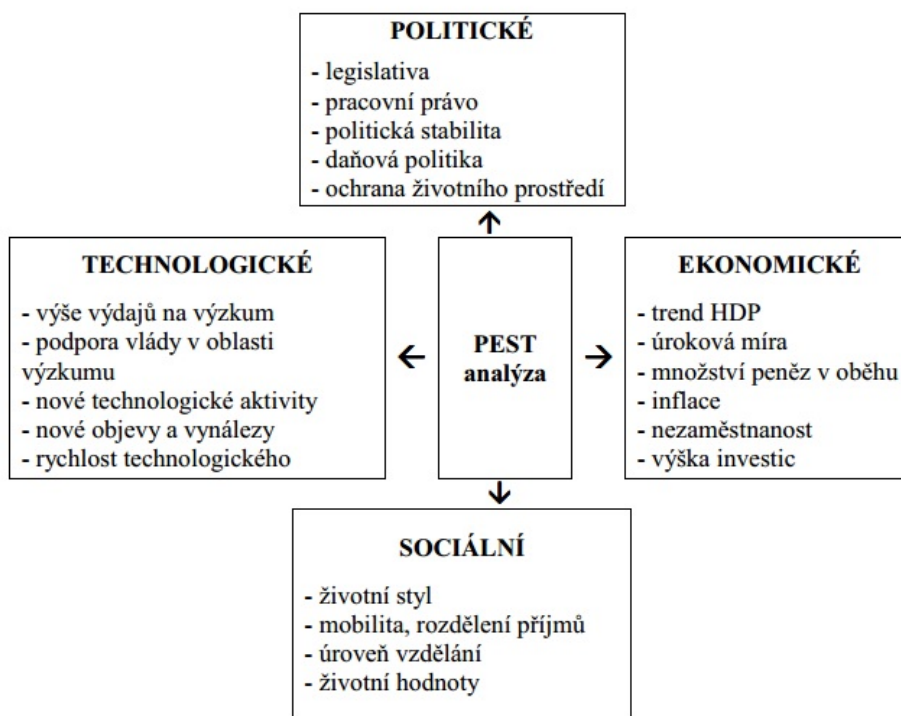 POLITICKÉ
- legislativa
- pracovní právo
- politická stabilita
- daňová politika
- ochrana životního prostředí
TECHNOLOGICKÉ
- výše výdajů na výzkum
- podpora vlády v oblasti
výzkumu
- nové technologické aktivity
- nové objevy a vynálezy
- rychlost technologického
PEST
analýza
EKONOMICKÉ
- trend HDP
- úroková míra
- množství peněz v oběhu
- inflace
- nezaměstnanost
- výška investic
SOCIÁLNÍ
- životní styl
- mobilita, rozdělení příjmů
- úroveň vzdělání
- životní hodnoty